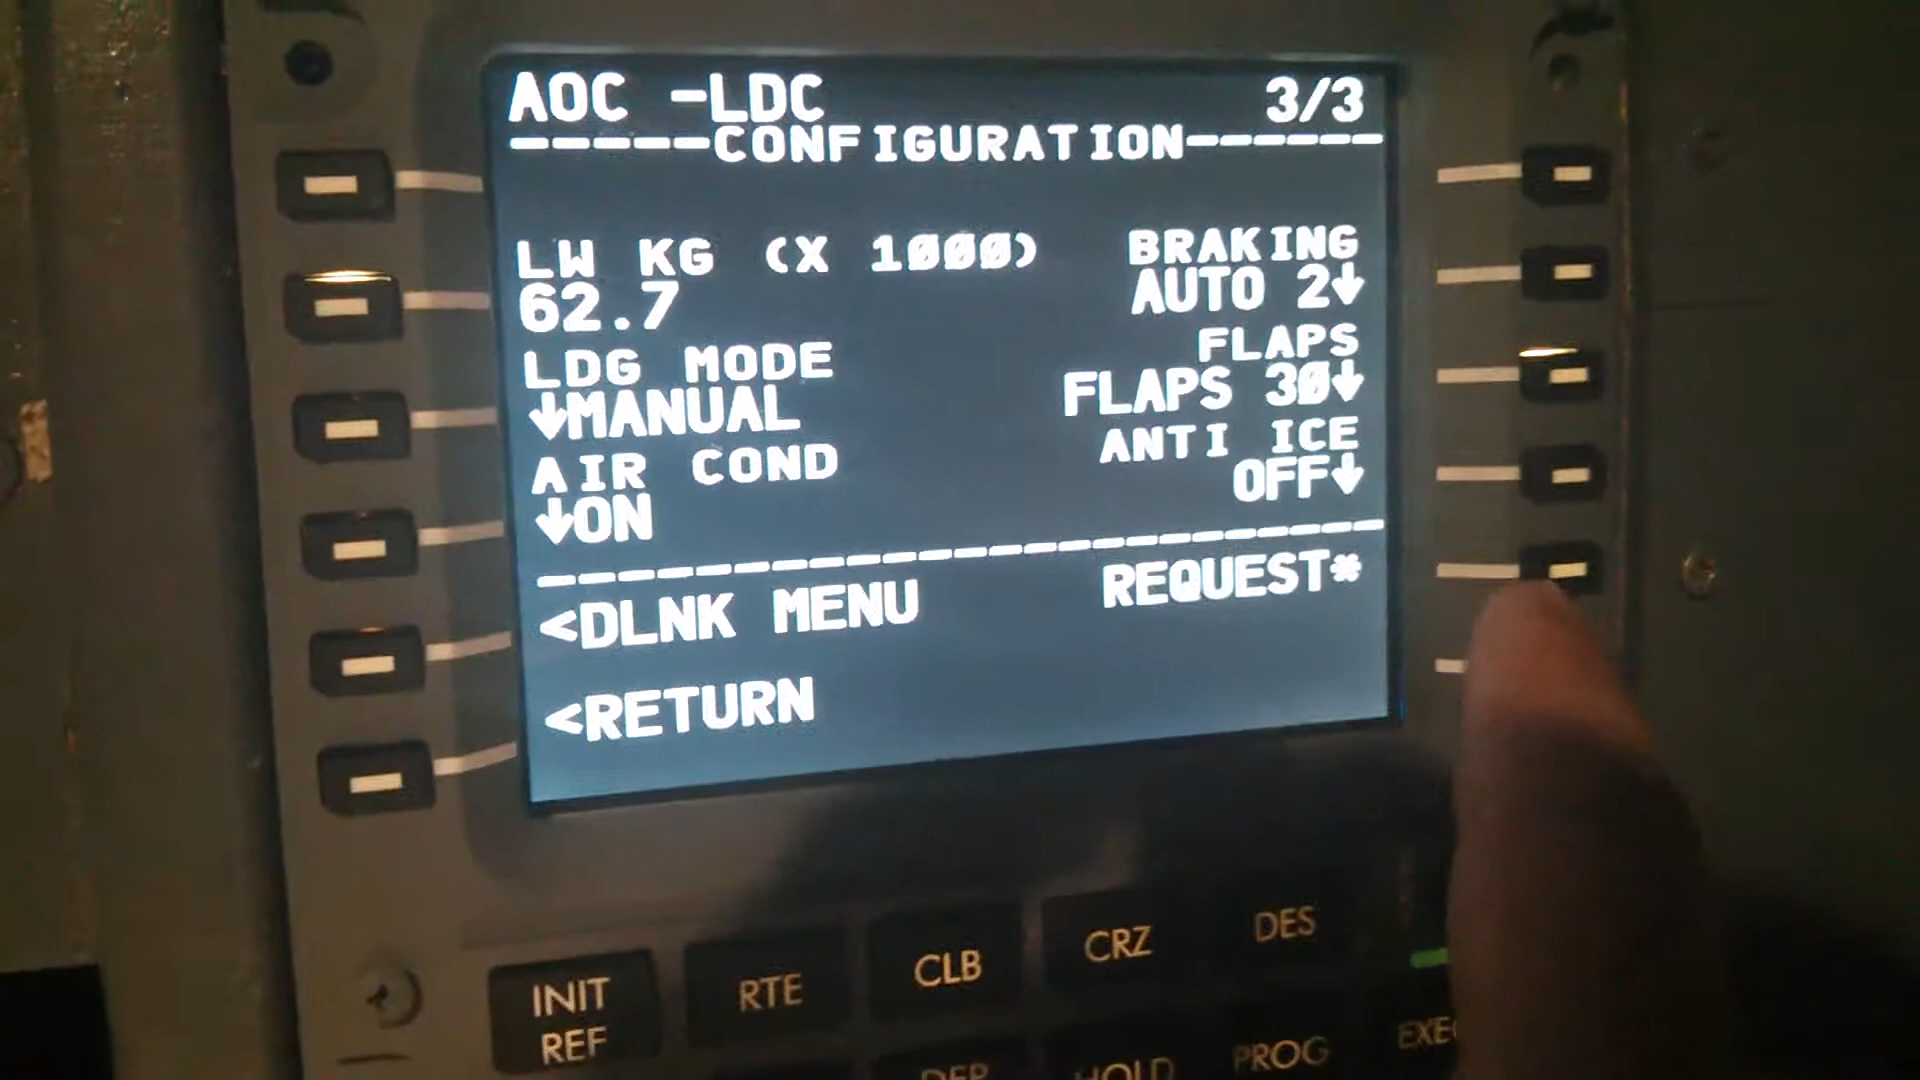 AOC -LDC 3/3
-----CONFIGURATION------
LW KG (X 1000) BRAKING
62.7 AUTO 2↓
LDG MODE FLAPS
↓MANUAL FLAPS 30↓
AIR COND ANTI ICE
↓ON OFF↓
------------------------
<DLNK MENU REQUEST*
<RETURN
INIT REF RTE CLB CRZ DES
HOLD PROG